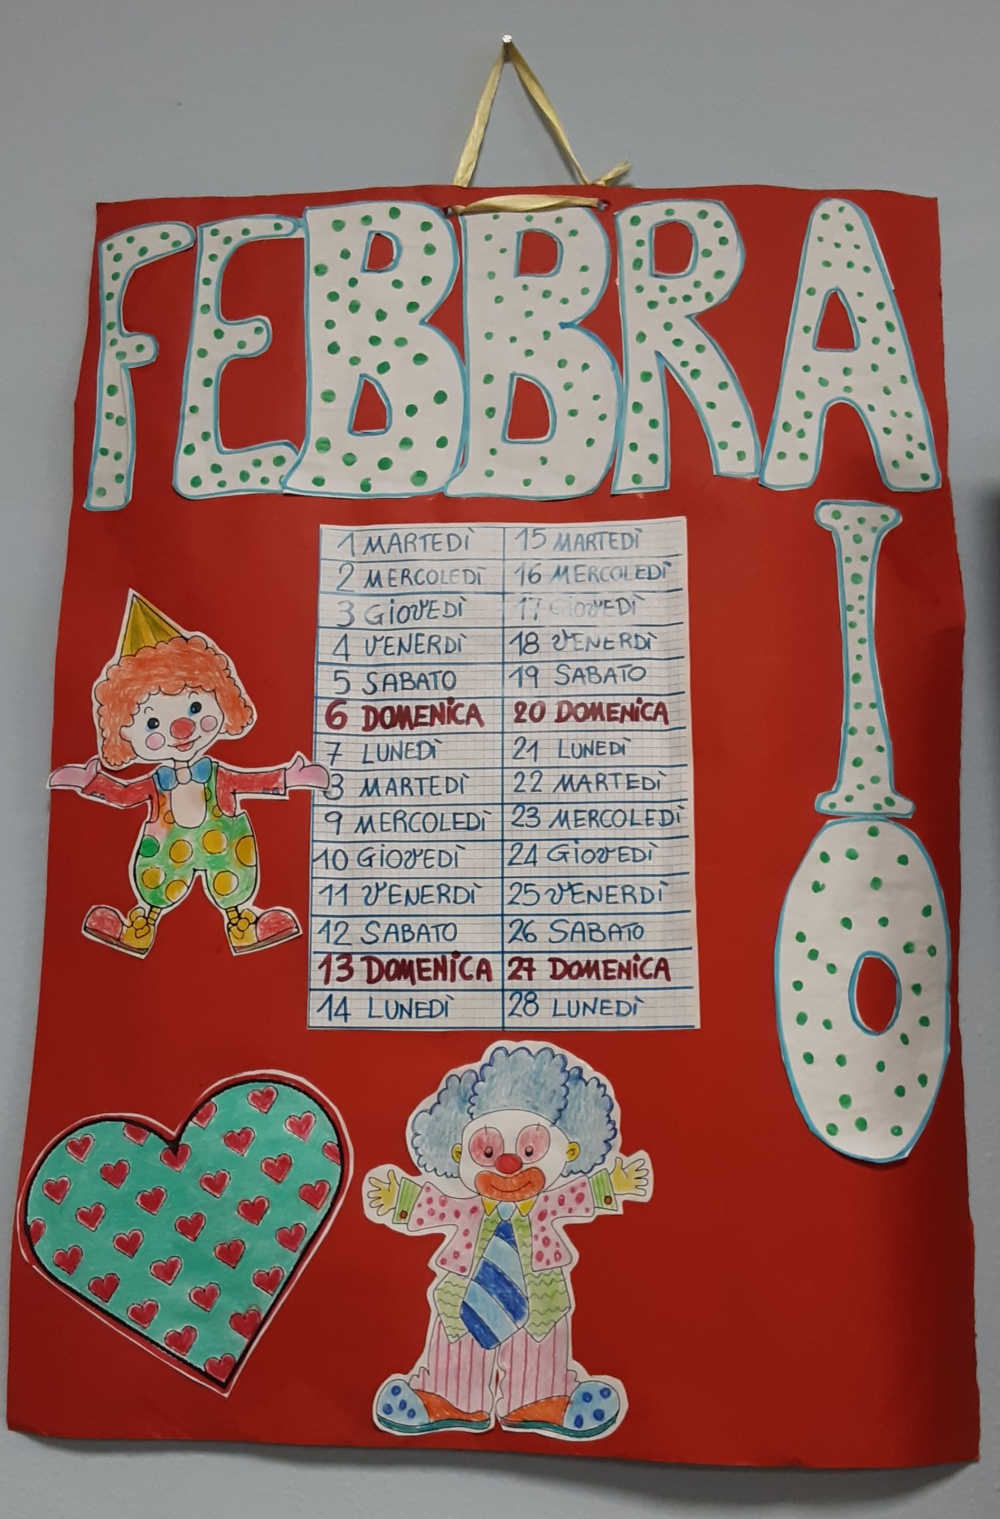 FEBBRA
I
O
1 MARTEDÌ 15 MARTEDÌ
2 MERCOLEDÌ 16 MERCOLEDÌ
3 GIOVEDÌ 17 GIOVEDÌ
4 VENERDÌ 18 VENERDÌ
5 SABATO 19 SABATO
6 DOMENICA 20 DOMENICA
7 LUNEDÌ 21 LUNEDÌ
8 MARTEDÌ 22 MARTEDÌ
9 MERCOLEDÌ 23 MERCOLEDÌ
10 GIOVEDÌ 24 GIOVEDÌ
11 VENERDÌ 25 VENERDÌ
12 SABATO 26 SABATO
13 DOMENICA 27 DOMENICA
14 LUNEDÌ 28 LUNEDÌ